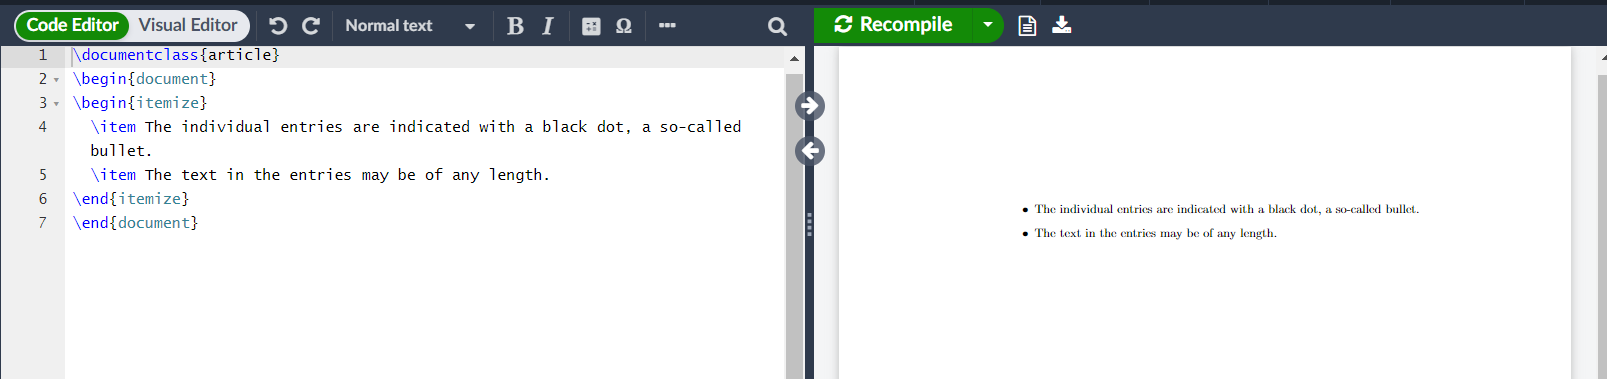 Code Editor Visual Editor Normal text B I Ω Recompile
1 \documentclass{article}
2 \begin{document}
3 \begin{itemize}
4 \item The individual entries are indicated with a black dot, a so-called
bullet.
5 \item The text in the entries may be of any length.
6 \end{itemize}
7 \end{document}
• The individual entries are indicated with a black dot, a so-called bullet.
• The text in the entries may be of any length.